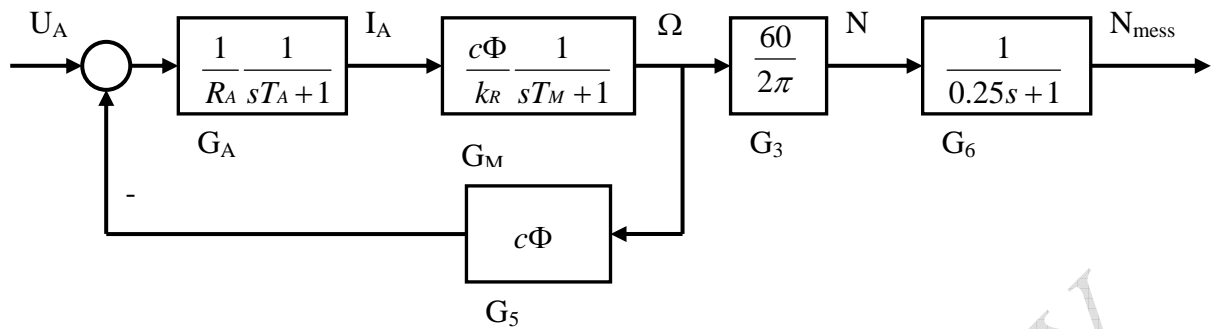 U_A
I_A
Ω
N
N_mess
1/R_A 1/(sT_A + 1)
cΦ/k_R 1/(sT_M + 1)
60/2π
1/(0.25s + 1)
G_A
G_M
G_3
G_6
-
cΦ
G_5